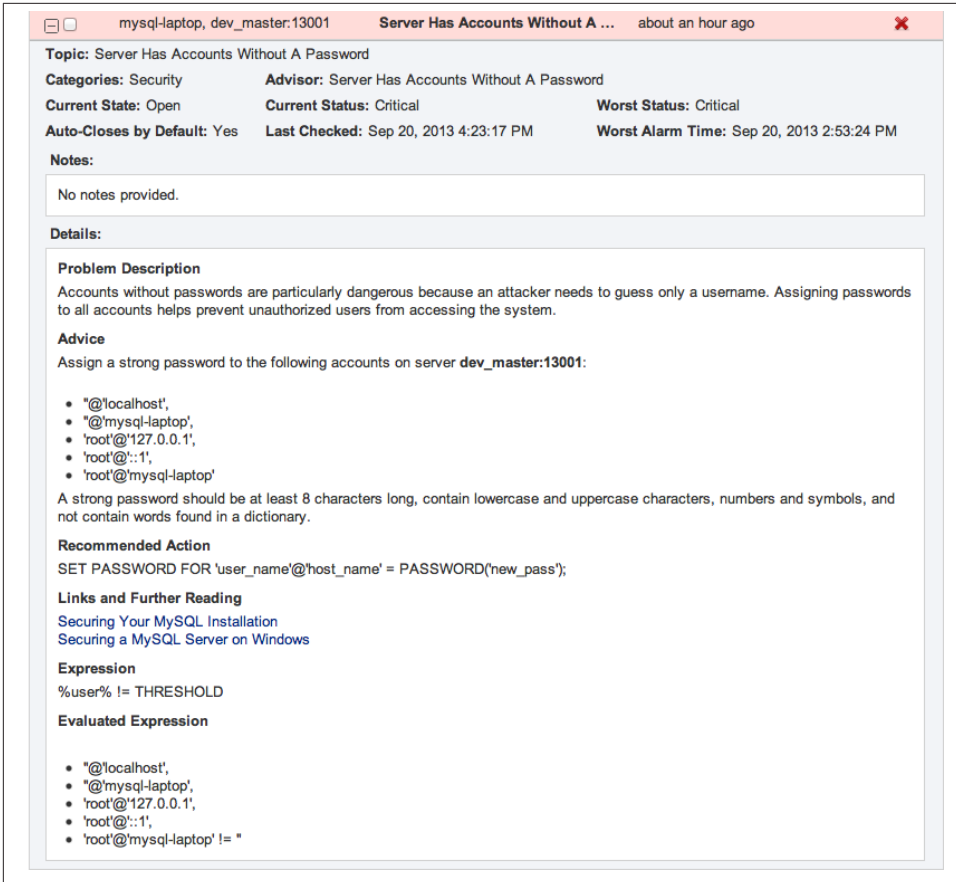 mysql-laptop, dev_master:13001 Server Has Accounts Without A ... about an hour ago
Topic: Server Has Accounts Without A Password
Categories: Security Advisor: Server Has Accounts Without A Password
Current State: Open Current Status: Critical Worst Status: Critical
Auto-Closes by Default: Yes Last Checked: Sep 20, 2013 4:23:17 PM Worst Alarm Time: Sep 20, 2013 2:53:24 PM
Notes:
No notes provided.
Details:
Problem Description
Accounts without passwords are particularly dangerous because an attacker needs to guess only a username. Assigning passwords
to all accounts helps prevent unauthorized users from accessing the system.
Advice
Assign a strong password to the following accounts on server dev_master:13001:
• ''@'localhost',
• ''@'mysql-laptop',
• 'root'@'127.0.0.1',
• 'root'@'::1',
• 'root'@'mysql-laptop'
A strong password should be at least 8 characters long, contain lowercase and uppercase characters, numbers and symbols, and
not contain words found in a dictionary.
Recommended Action
SET PASSWORD FOR 'user_name'@'host_name' = PASSWORD('new_pass');
Links and Further Reading
Securing Your MySQL Installation
Securing a MySQL Server on Windows
Expression
%user% != THRESHOLD
Evaluated Expression
• ''@'localhost',
• ''@'mysql-laptop',
• 'root'@'127.0.0.1',
• 'root'@'::1',
• 'root'@'mysql-laptop' != ''